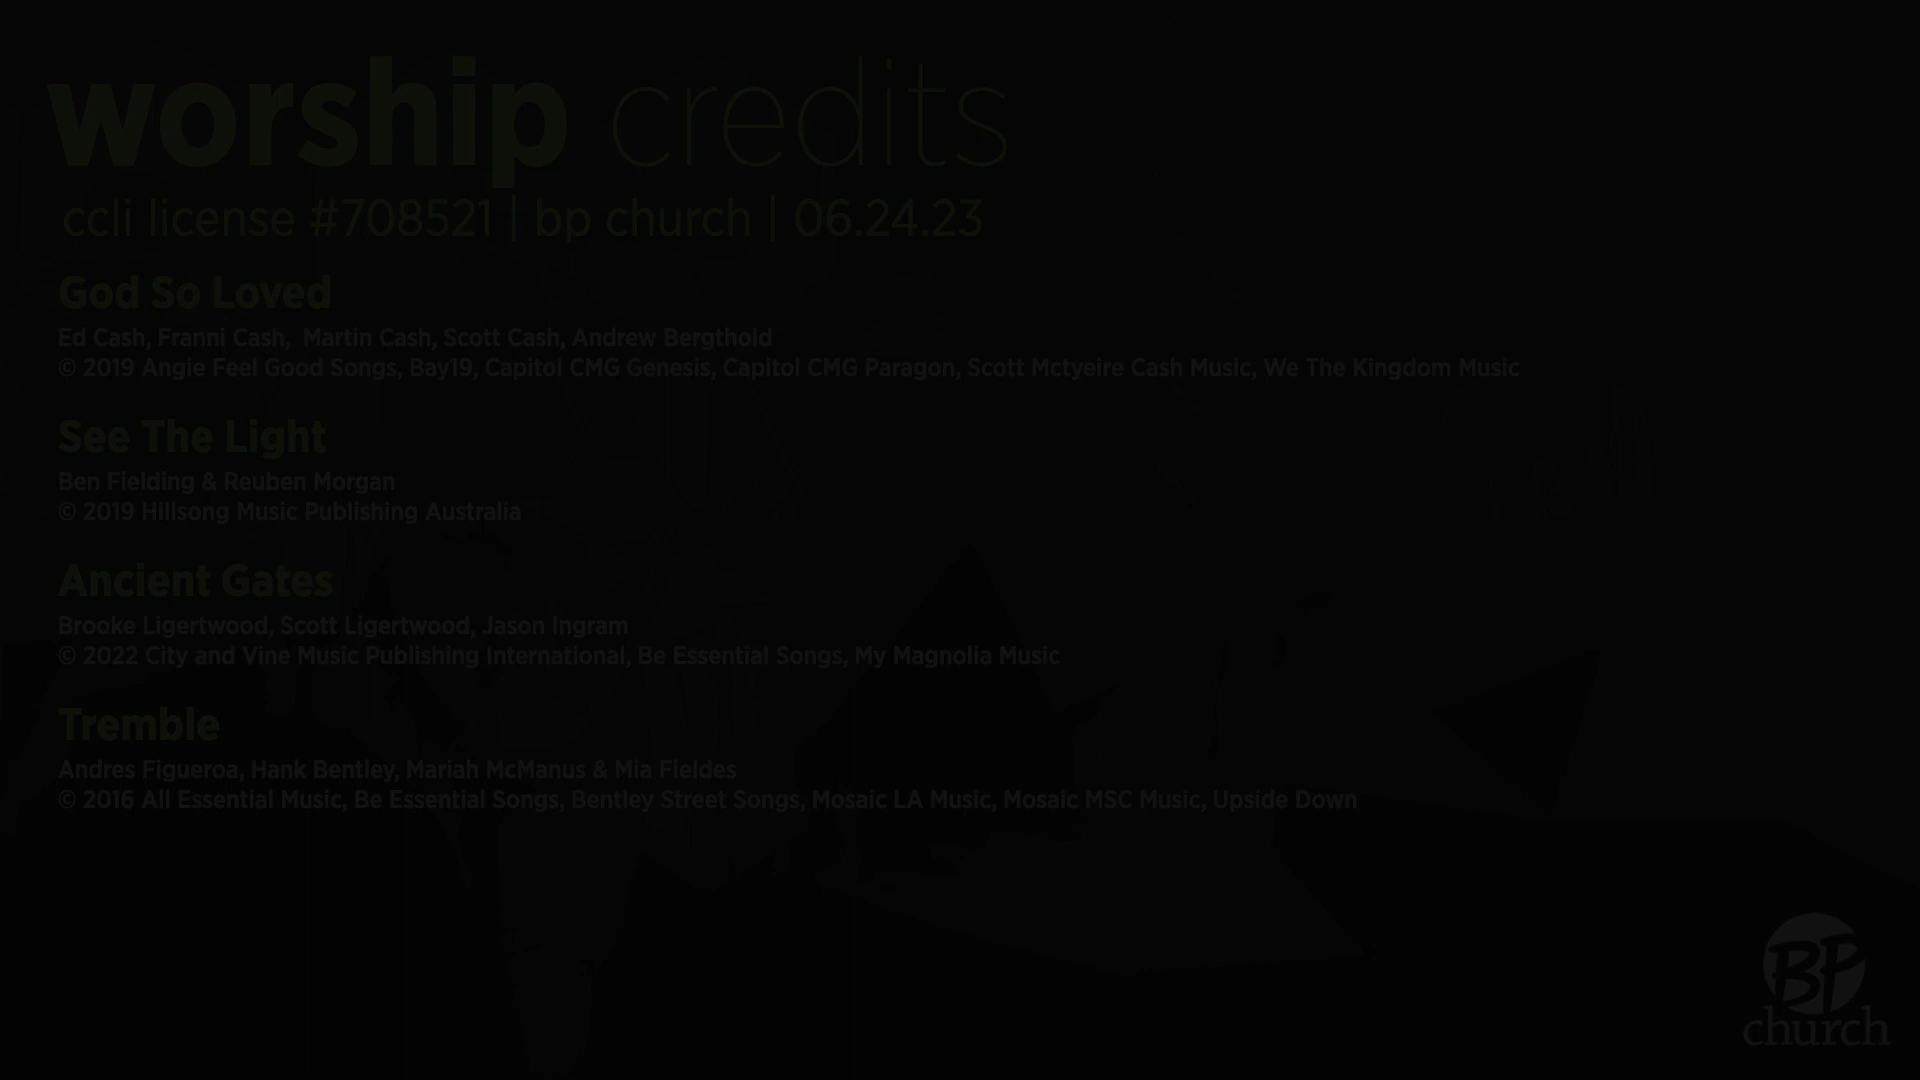 worship credits
ccli license #708521 | bp church | 06.24.23
God So Loved
Ed Cash, Franni Cash,  Martin Cash, Scott Cash, Andrew Bergthold
© 2019 Angie Feel Good Songs, Bay19, Capitol CMG Genesis, Capitol CMG Paragon, Scott Mctyeire Cash Music, We The Kingdom Music
See The Light
Ben Fielding & Reuben Morgan
© 2019 Hillsong Music Publishing Australia
Ancient Gates
Brooke Ligertwood, Scott Ligertwood, Jason Ingram
© 2022 City and Vine Music Publishing International, Be Essential Songs, My Magnolia Music
Tremble
Andres Figueroa, Hank Bentley, Mariah McManus & Mia Fieldes
© 2016 All Essential Music, Be Essential Songs, Bentley Street Songs, Mosaic LA Music, Mosaic MSC Music, Upside Down
BP
church